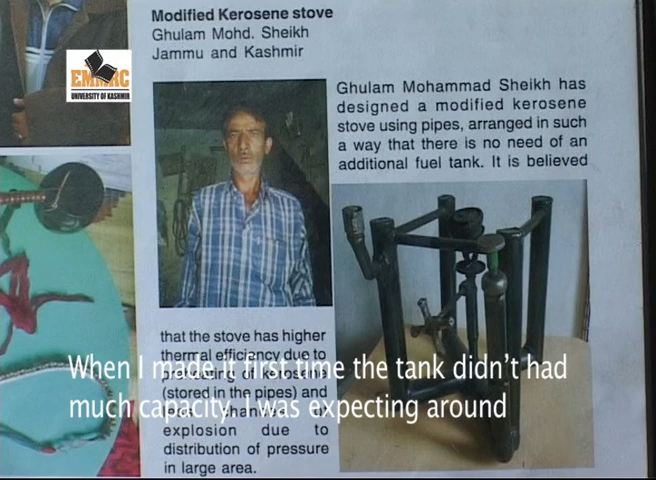 Modified Kerosene stove
Ghulam Mohd. Sheikh
Jammu and Kashmir
EMMRC
UNIVERSITY OF KASHMIR
Ghulam Mohammad Sheikh has
designed a modified kerosene
stove using pipes, arranged in such
a way that there is no need of an
additional fuel tank. It is believed
that the stove has higher
thermal efficiency due to
of kerosene
(stored in the pipes) and
explosion due to
distribution of pressure
in large area.
When I made it first time the tank didn't had
much capacity. I was expecting around